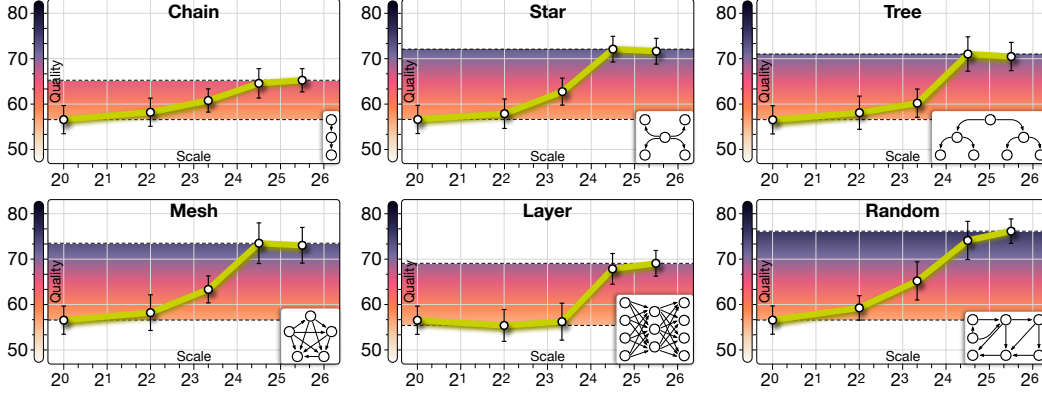 Chain Star Tree
80 80 80
70 70 70
60 60 60
50 50 50
Quality Quality Quality
Scale Scale Scale
2⁰ 2¹ 2² 2³ 2⁴ 2⁵ 2⁶ 2⁰ 2¹ 2² 2³ 2⁴ 2⁵ 2⁶ 2⁰ 2¹ 2² 2³ 2⁴ 2⁵ 2⁶
Mesh Layer Random
80 80 80
70 70 70
60 60 60
50 50 50
Quality Quality Quality
Scale Scale Scale
2⁰ 2¹ 2² 2³ 2⁴ 2⁵ 2⁶ 2⁰ 2¹ 2² 2³ 2⁴ 2⁵ 2⁶ 2⁰ 2¹ 2² 2³ 2⁴ 2⁵ 2⁶